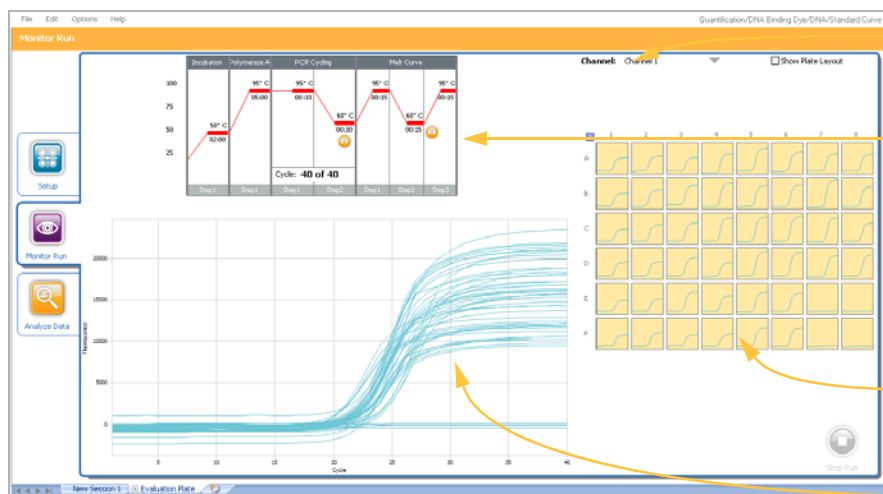 File Edit Options Help
Quantification/DNA Binding Dye/DNA/Standard Curve
Monitor Run
Incubation Polymerase A PCR Cycling Melt Curve
Channel: Channel 1
Show Plate Layout
100
75
50
25
50° C
02:00
95° C
05:00
95° C
00:10
60° C
00:30
95° C
00:15
60° C
00:15
95° C
00:15
Cycle: 40 of 40
Step1 Step1 Step1 Step2 Step1 Step2 Step3
1 2 3 4 5 6 7 8
A
B
C
D
E
F
Setup
Monitor Run
Analyze Data
Fluorescence
20000
15000
10000
5000
0
5 10 15 20 25 30 35 40
Cycle
Stop Run
New Session 1 Evaluation Plate